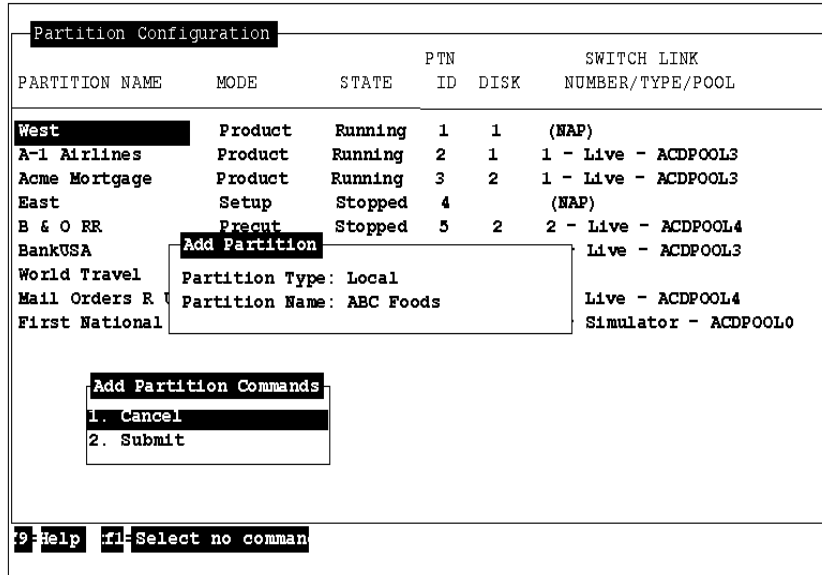 Partition Configuration
PTN SWITCH LINK
PARTITION NAME MODE STATE ID DISK NUMBER/TYPE/POOL
West Product Running 1 1 (NAP)
A-1 Airlines Product Running 2 1 1 - Live - ACDPOOL3
Acme Mortgage Product Running 3 2 1 - Live - ACDPOOL3
East Setup Stopped 4 (NAP)
B & O RR Precut Stopped 5 2 2 - Live - ACDPOOL4
BankUSA Add Partition - Live - ACDPOOL3
World Travel Partition Type: Local
Mail Orders R Partition Name: ABC Foods Live - ACDPOOL4
First National - Simulator - ACDPOOL0
Add Partition Commands
1. Cancel
2. Submit
f9=Help :f1=Select no comman